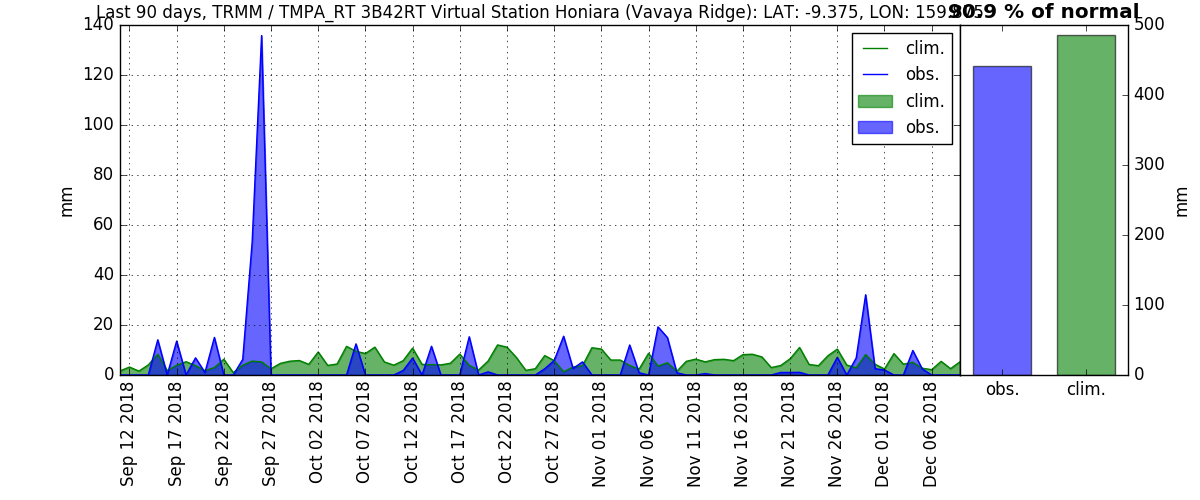 Last 90 days, TRMM / TMPA_RT 3B42RT Virtual Station Honiara (Vavaya Ridge): LAT: -9.375, LON:
% of normal
140
120
100
80
60
40
20
0
mm
clim.
obs.
clim.
obs.
500
400
300
200
100
0
mm
Sep 12 2018
Sep 17 2018
Sep 22 2018
Sep 27 2018
Oct 02 2018
Oct 07 2018
Oct 12 2018
Oct 17 2018
Oct 22 2018
Oct 27 2018
Nov 01 2018
Nov 06 2018
Nov 11 2018
Nov 16 2018
Nov 21 2018
Nov 26 2018
Dec 01 2018
Dec 06 2018
obs.
clim.